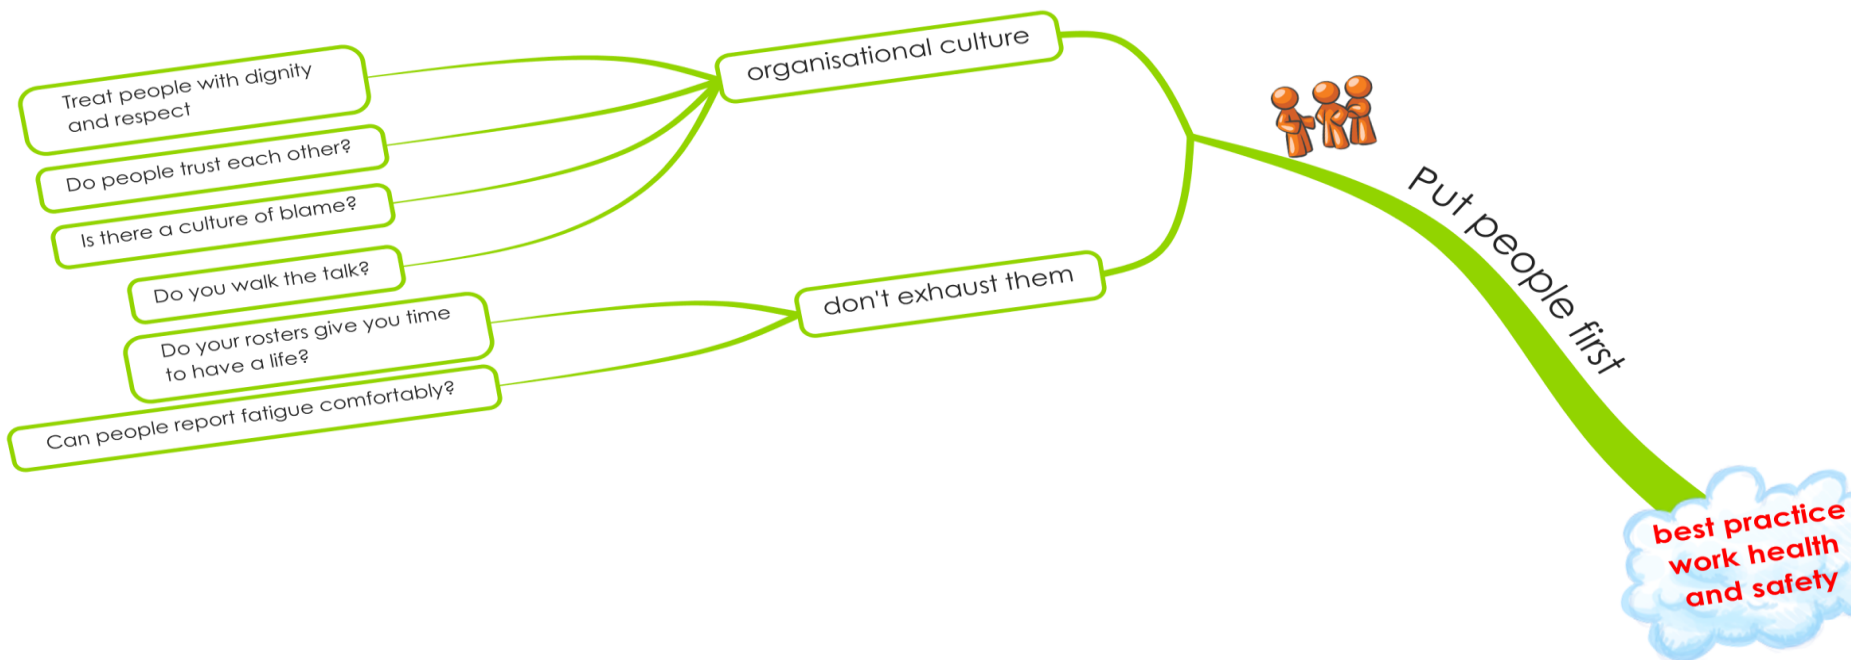 organisational culture
Treat people with dignity
and respect
Do people trust each other?
Is there a culture of blame?
Do you walk the talk?
don't exhaust them
Do your rosters give you time
to have a life?
Can people report fatigue comfortably?
Put people first
best practice
work health
and safety